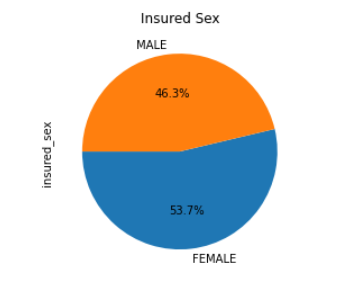 Insured Sex
MALE
46.3%
insured_sex
53.7%
FEMALE